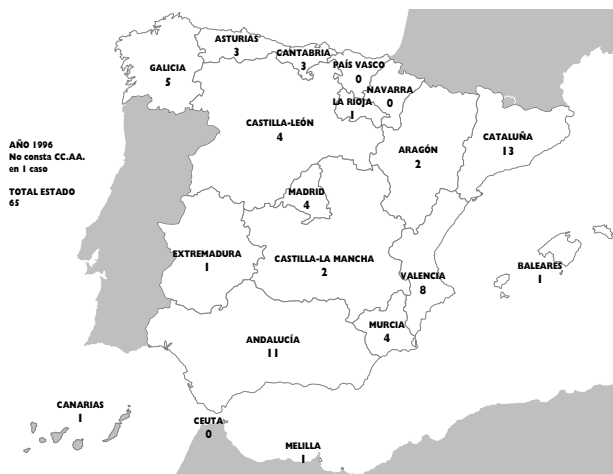 ASTURIAS
3
CANTABRIA
3
PAÍS VASCO
0
GALICIA
5
NAVARRA
0
LA RIOJA
1
CASTILLA-LEÓN
4
CATALUÑA
13
ARAGÓN
2
AÑO 1996
No consta CC.AA.
en 1 caso
TOTAL ESTADO
65
MADRID
4
EXTREMADURA
1
CASTILLA-LA MANCHA
2
VALENCIA
8
BALEARES
1
MURCIA
4
ANDALUCÍA
11
CANARIAS
1
CEUTA
0
MELILLA
1